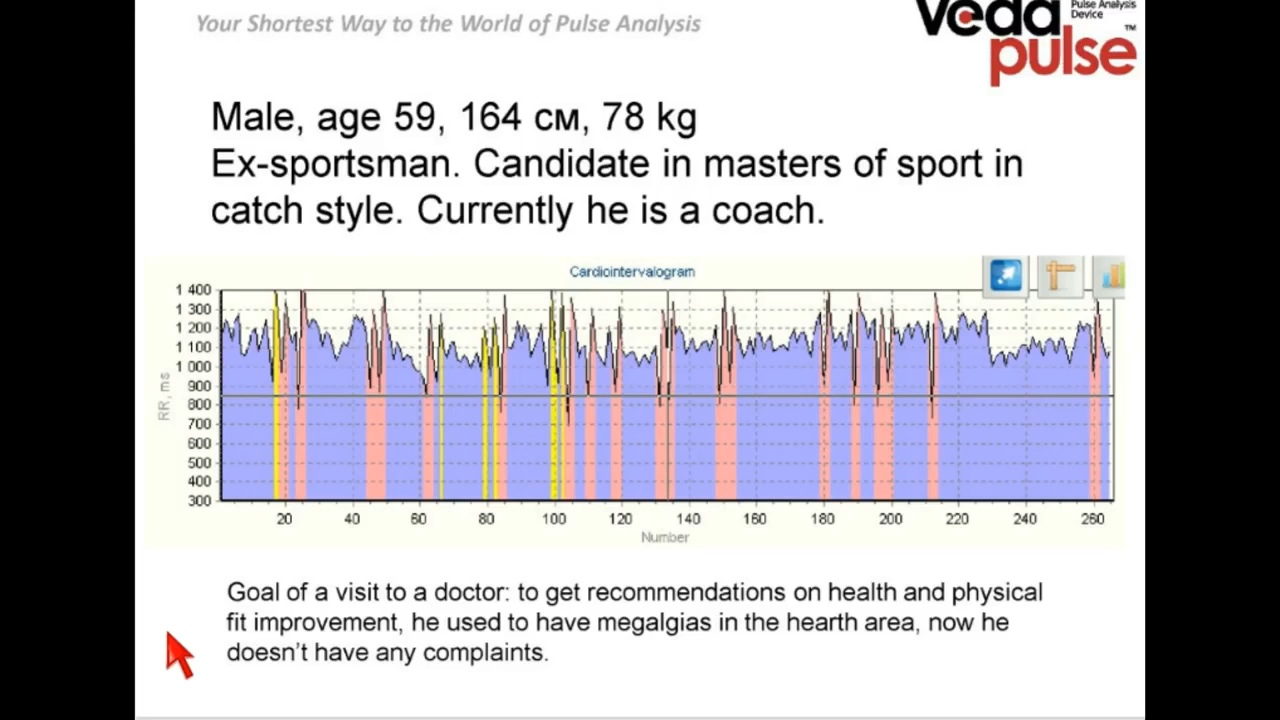 Your Shortest Way to the World of Pulse Analysis
Veda
Pulse Analysis
Device
pulse
TM
Male, age 59, 164 см, 78 kg
Ex-sportsman. Candidate in masters of sport in
catch style. Currently he is a coach.
Cardiointervalogram
1 400
1 300
1 200
1 100
1 000
900
800
700
600
500
400
300
RR, ms
20 40 60 80 100 120 140 160 180 200 220 240 260
Number
Goal of a visit to a doctor: to get recommendations on health and physical
fit improvement, he used to have megalgias in the hearth area, now he
doesn't have any complaints.